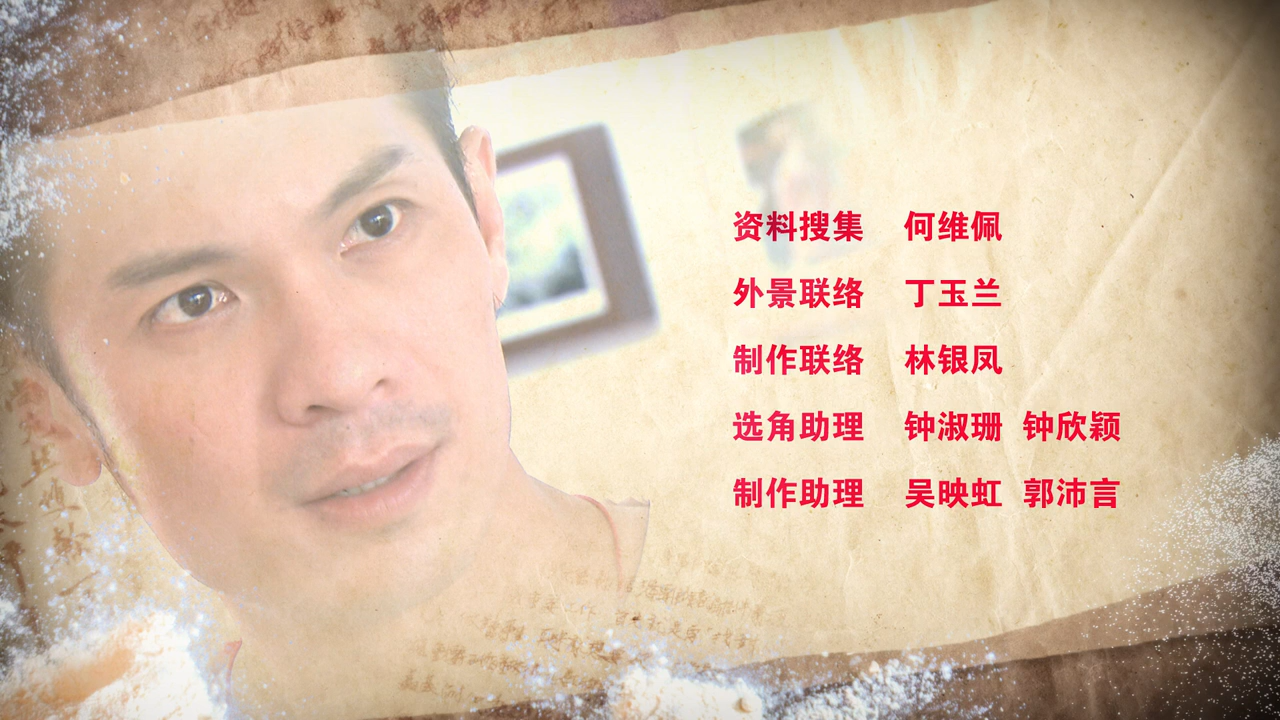 资料搜集 何维佩
外景联络 丁玉兰
制作联络 林银凤
选角助理 钟淑珊 钟欣颖
制作助理 吴映虹 郭沛言